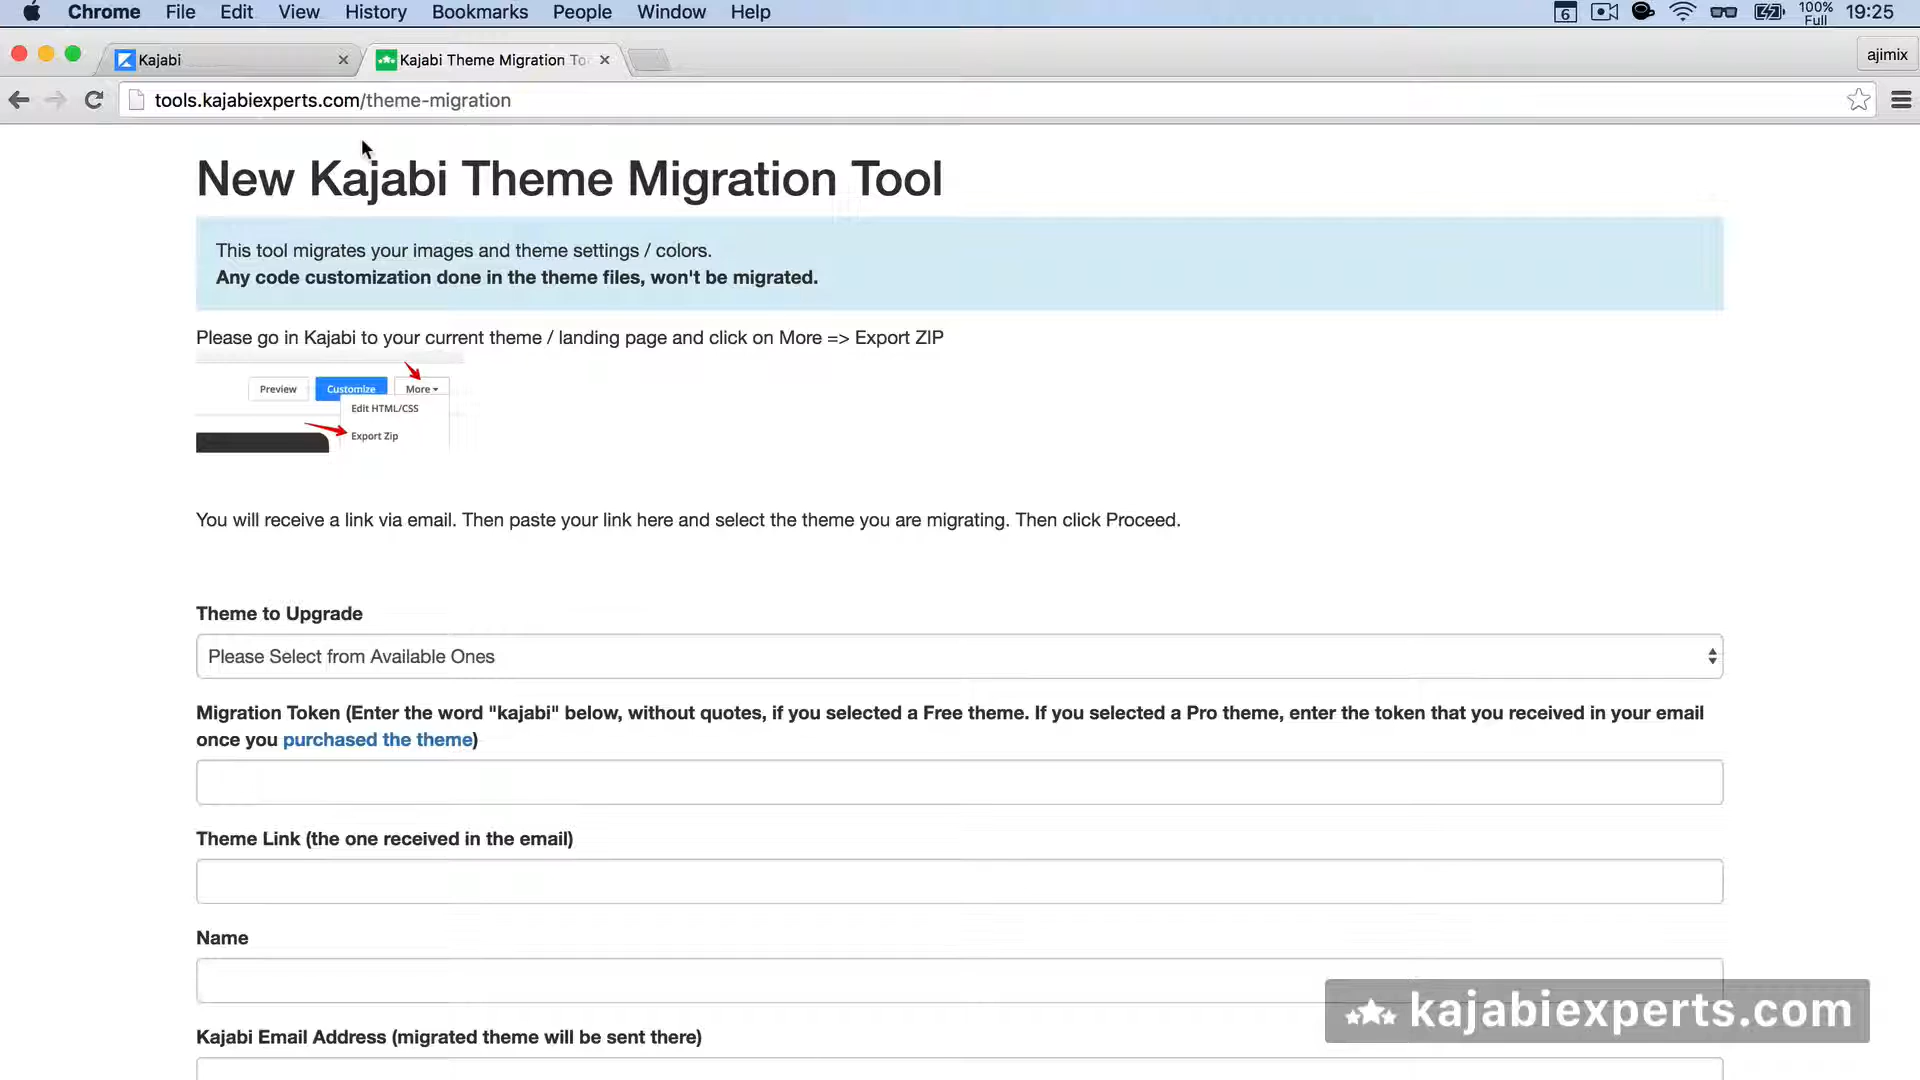 Chrome File Edit View History Bookmarks People Window Help 6 100% Full 19:25
Kajabi
Kajabi Theme Migration To
ajimix
tools.kajabiexperts.com/theme-migration
New Kajabi Theme Migration Tool
This tool migrates your images and theme settings / colors.
Any code customization done in the theme files, won't be migrated.
Please go in Kajabi to your current theme / landing page and click on More => Export ZIP
Preview Customize More
Edit HTML/CSS
Export Zip
You will receive a link via email. Then paste your link here and select the theme you are migrating. Then click Proceed.
Theme to Upgrade
Please Select from Available Ones
Migration Token (Enter the word "kajabi" below, without quotes, if you selected a Free theme. If you selected a Pro theme, enter the token that you received in your email
once you purchased the theme)
Theme Link (the one received in the email)
Name
kajabiexperts.com
Kajabi Email Address (migrated theme will be sent there)